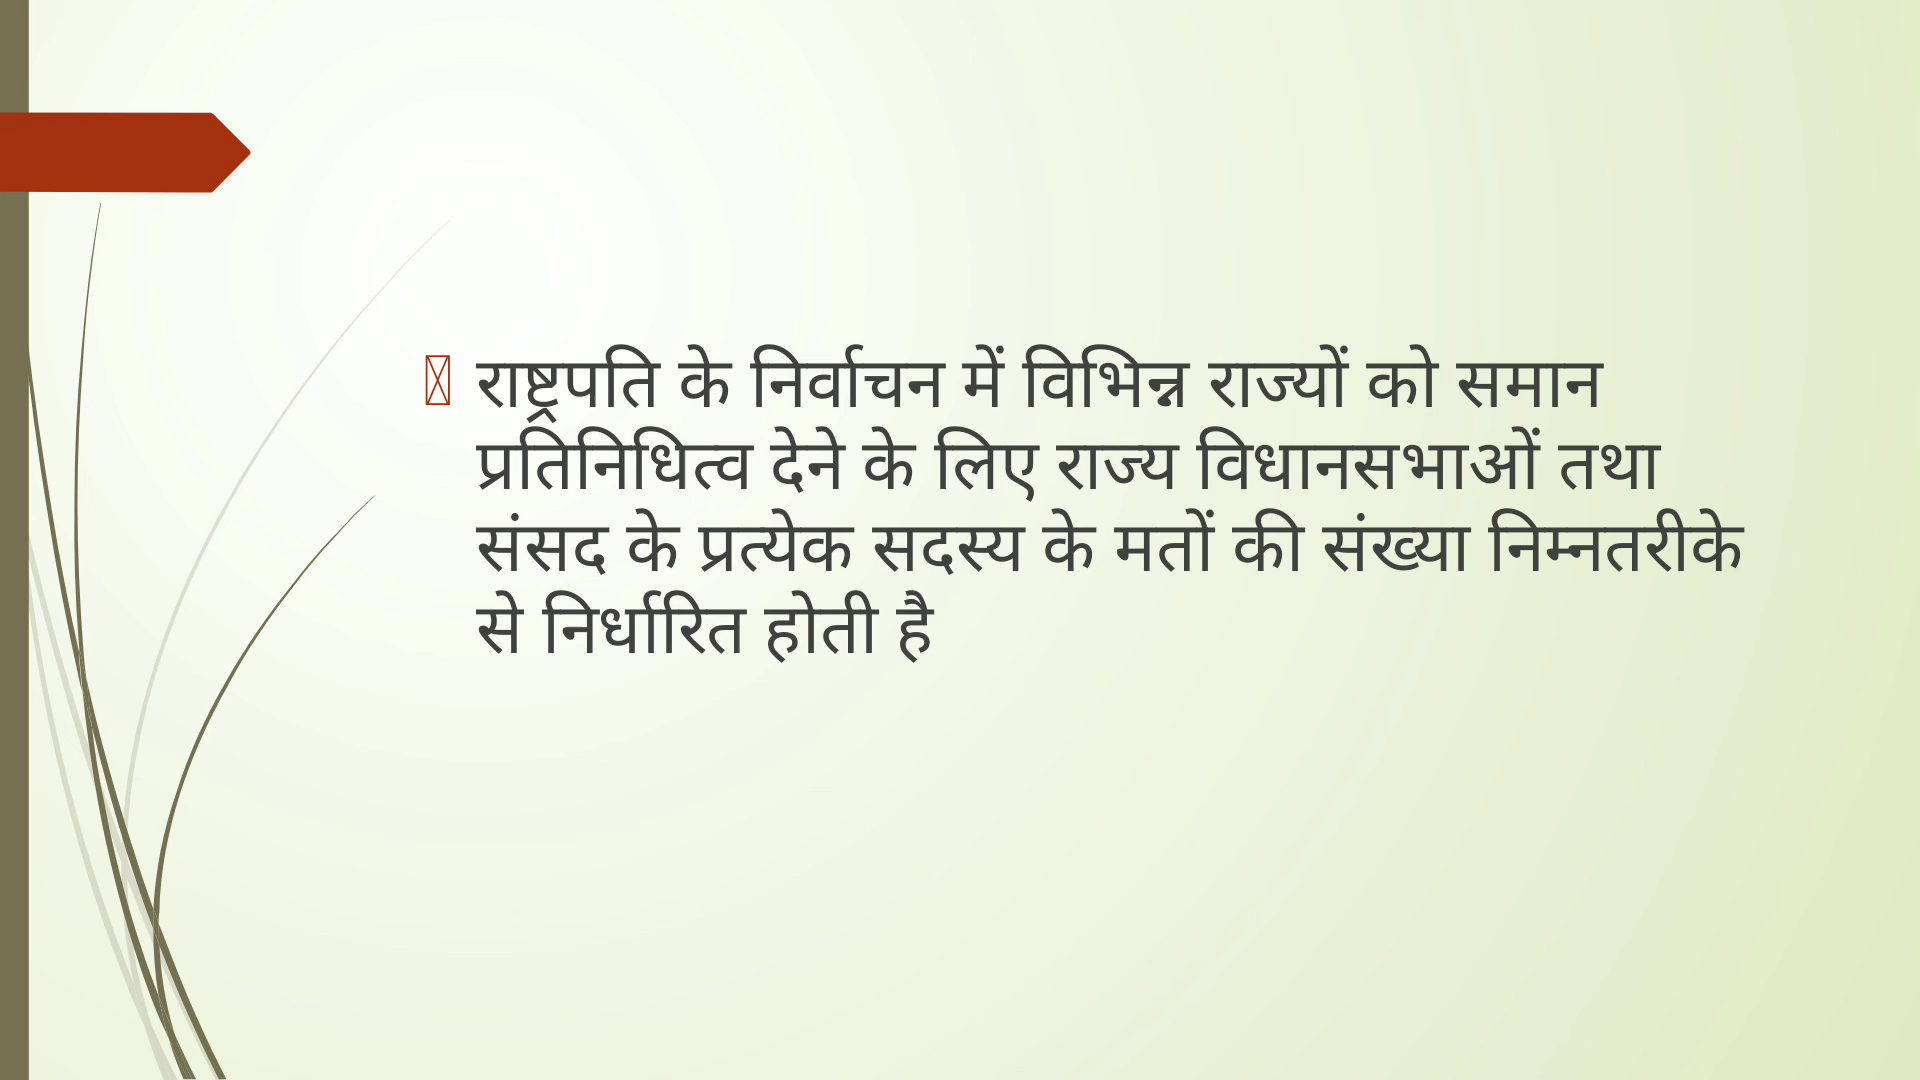 राष्ट्रपति के निर्वाचन में विभिन्न राज्यों को समान
प्रतिनिधित्व देने के लिए राज्य विधानसभाओं तथा
संसद के प्रत्येक सदस्य के मतों की संख्या निम्नतरीके
से निर्धारित होती है